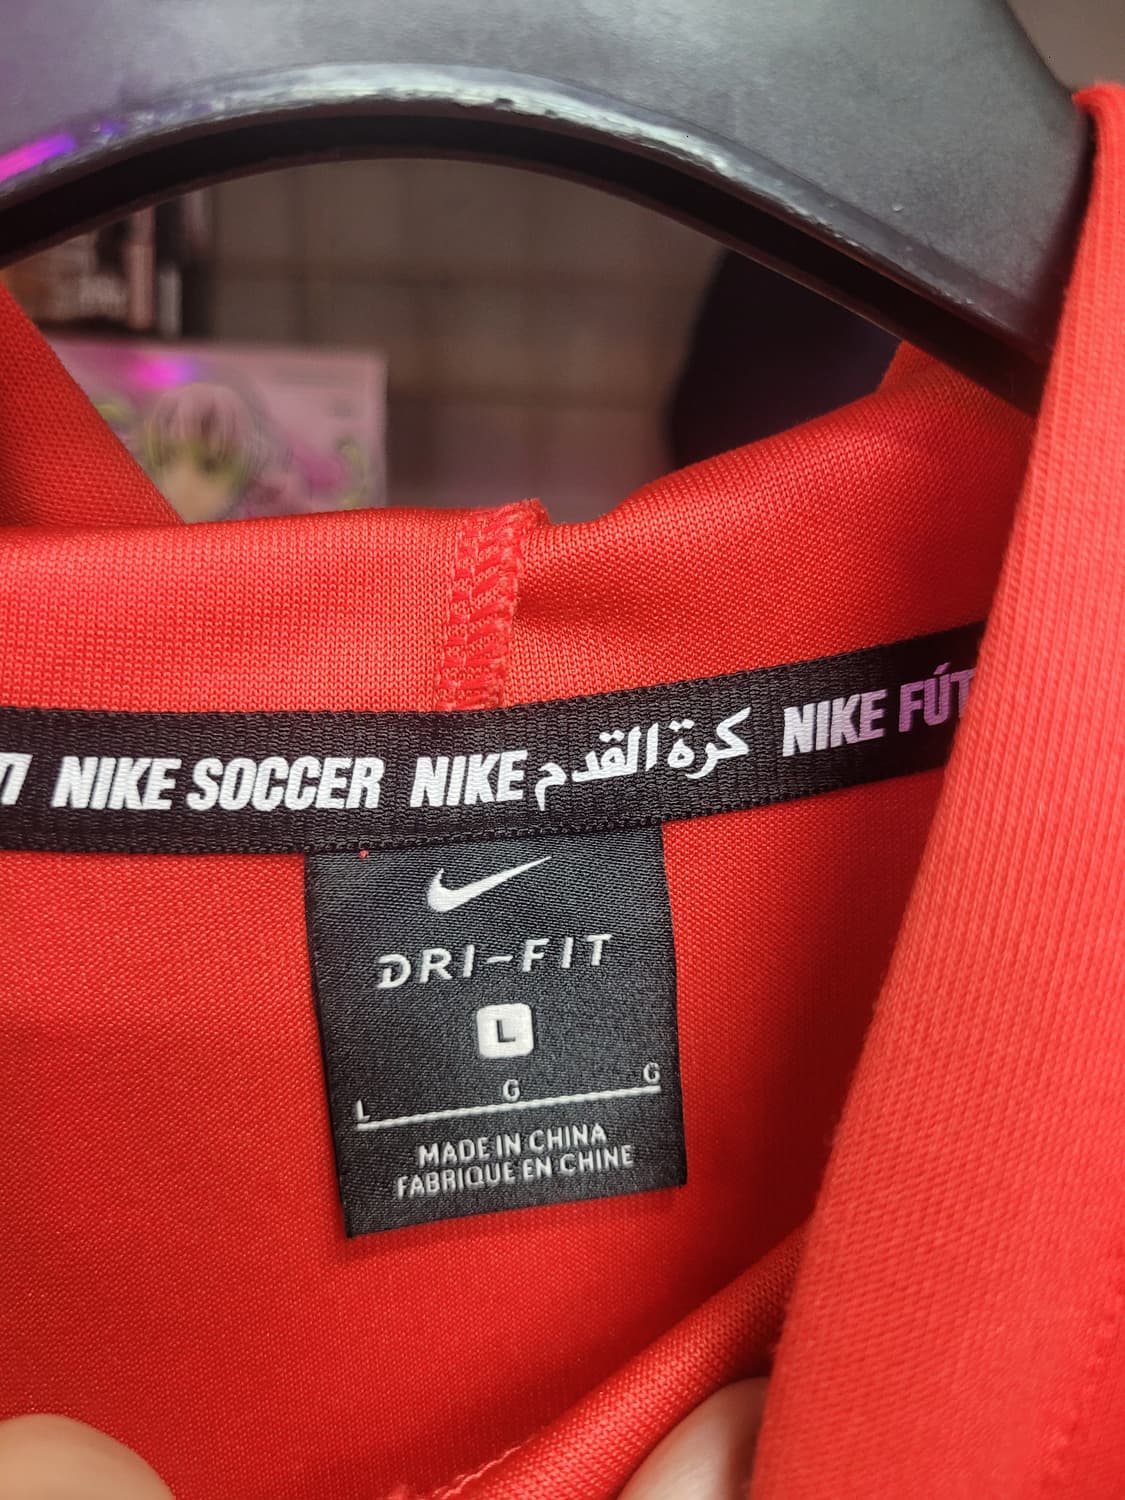 NIKE SOCCER NIKE كرة القدم NIKE FÚT
DRI-FIT
L
L G G
MADE IN CHINA
FABRIQUE EN CHINE